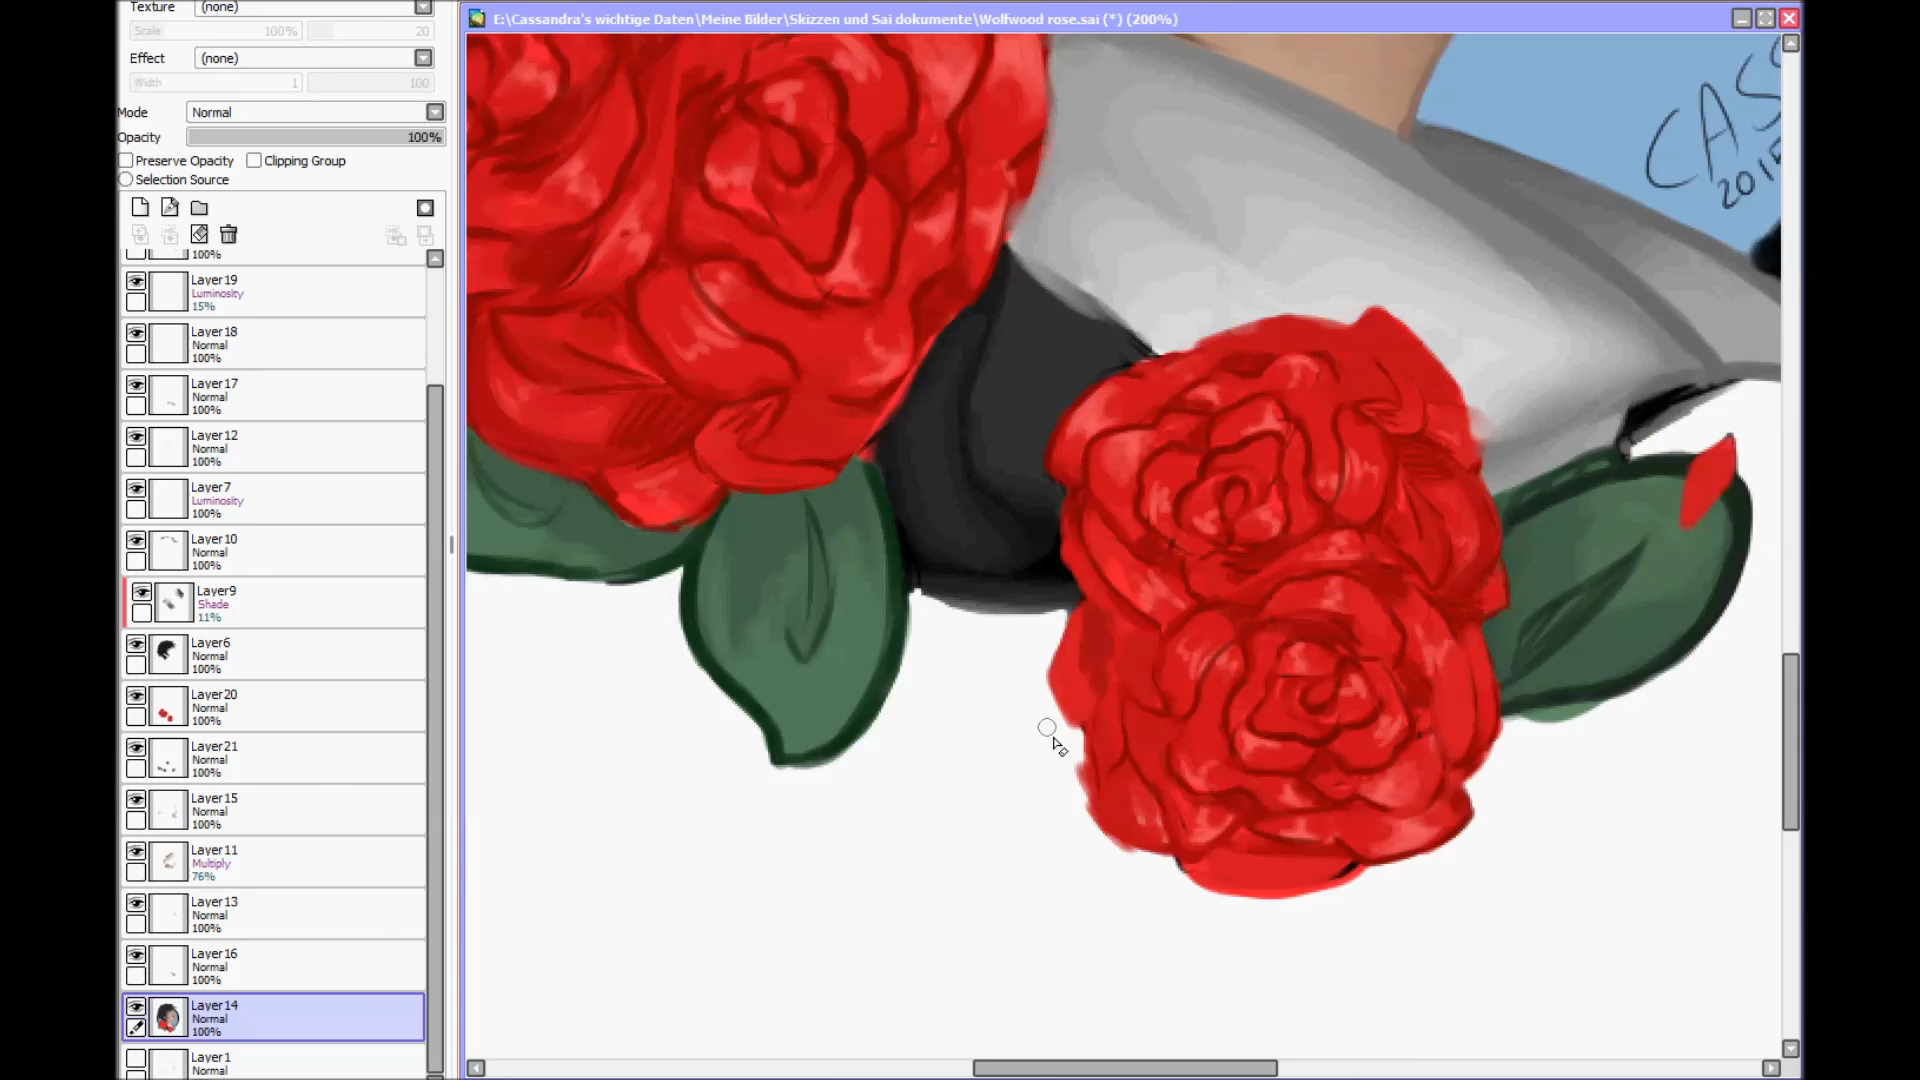 Texture (none)
Scale 100% 20
Effect (none)
Width 1 100
Mode Normal
Opacity 100%
Preserve Opacity Clipping Group
Selection Source
100%
Layer19
Luminosity
15%
Layer18
Normal
100%
Layer17
Normal
100%
Layer12
Normal
100%
Layer7
Luminosity
100%
Layer10
Normal
100%
Layer9
Shade
11%
Layer6
Normal
100%
Layer20
Normal
100%
Layer21
Normal
100%
Layer15
Normal
100%
Layer11
Multiply
76%
Layer13
Normal
100%
Layer16
Normal
100%
Layer14
Normal
100%
Layer1
Normal
E:\Cassandra's wichtige Daten\Meine Bilder\Skizzen und Sai dokumente\Wolfwood rose.sai (*) (200%)
CASS
2015